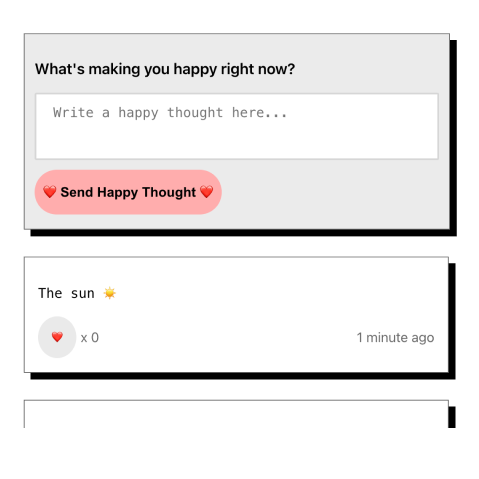 What's making you happy right now?
Write a happy thought here...
❤️ Send Happy Thought ❤️
The sun ☀️
❤️ x 0
1 minute ago